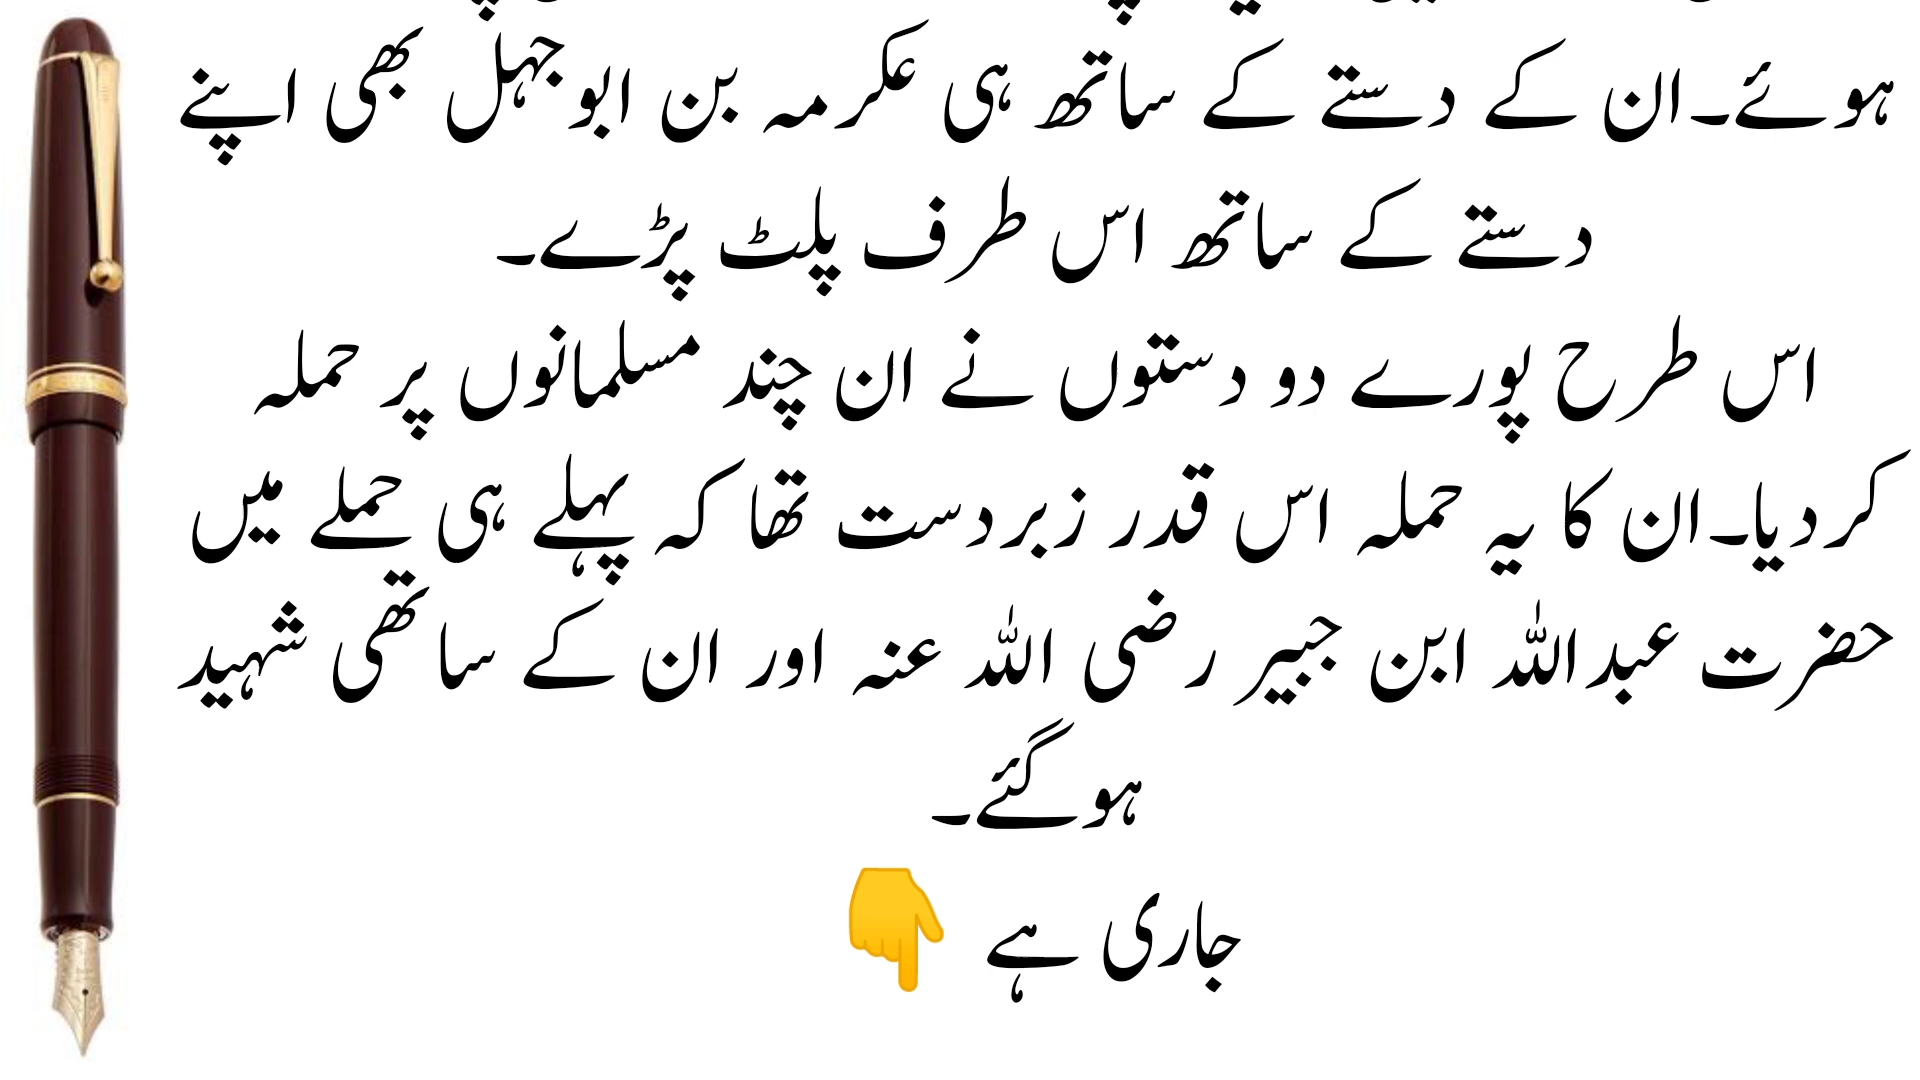 ہوئے۔ان کے دستے کے ساتھ ہی عکرمہ بن ابوجہل بھی اپنے
دستے کے ساتھ اس طرف پلٹ پڑے۔
اس طرح پورے دو دستوں نے ان چند مسلمانوں پر حملہ
کردیا۔ان کا یہ حملہ اس قدر زبردست تھا کہ پہلے ہی حملے میں
حضرت عبداللہ ابن جبیر رضی اللہ عنہ اور ان کے ساتھی شہید
ہوگئے۔
جاری ہے 👇